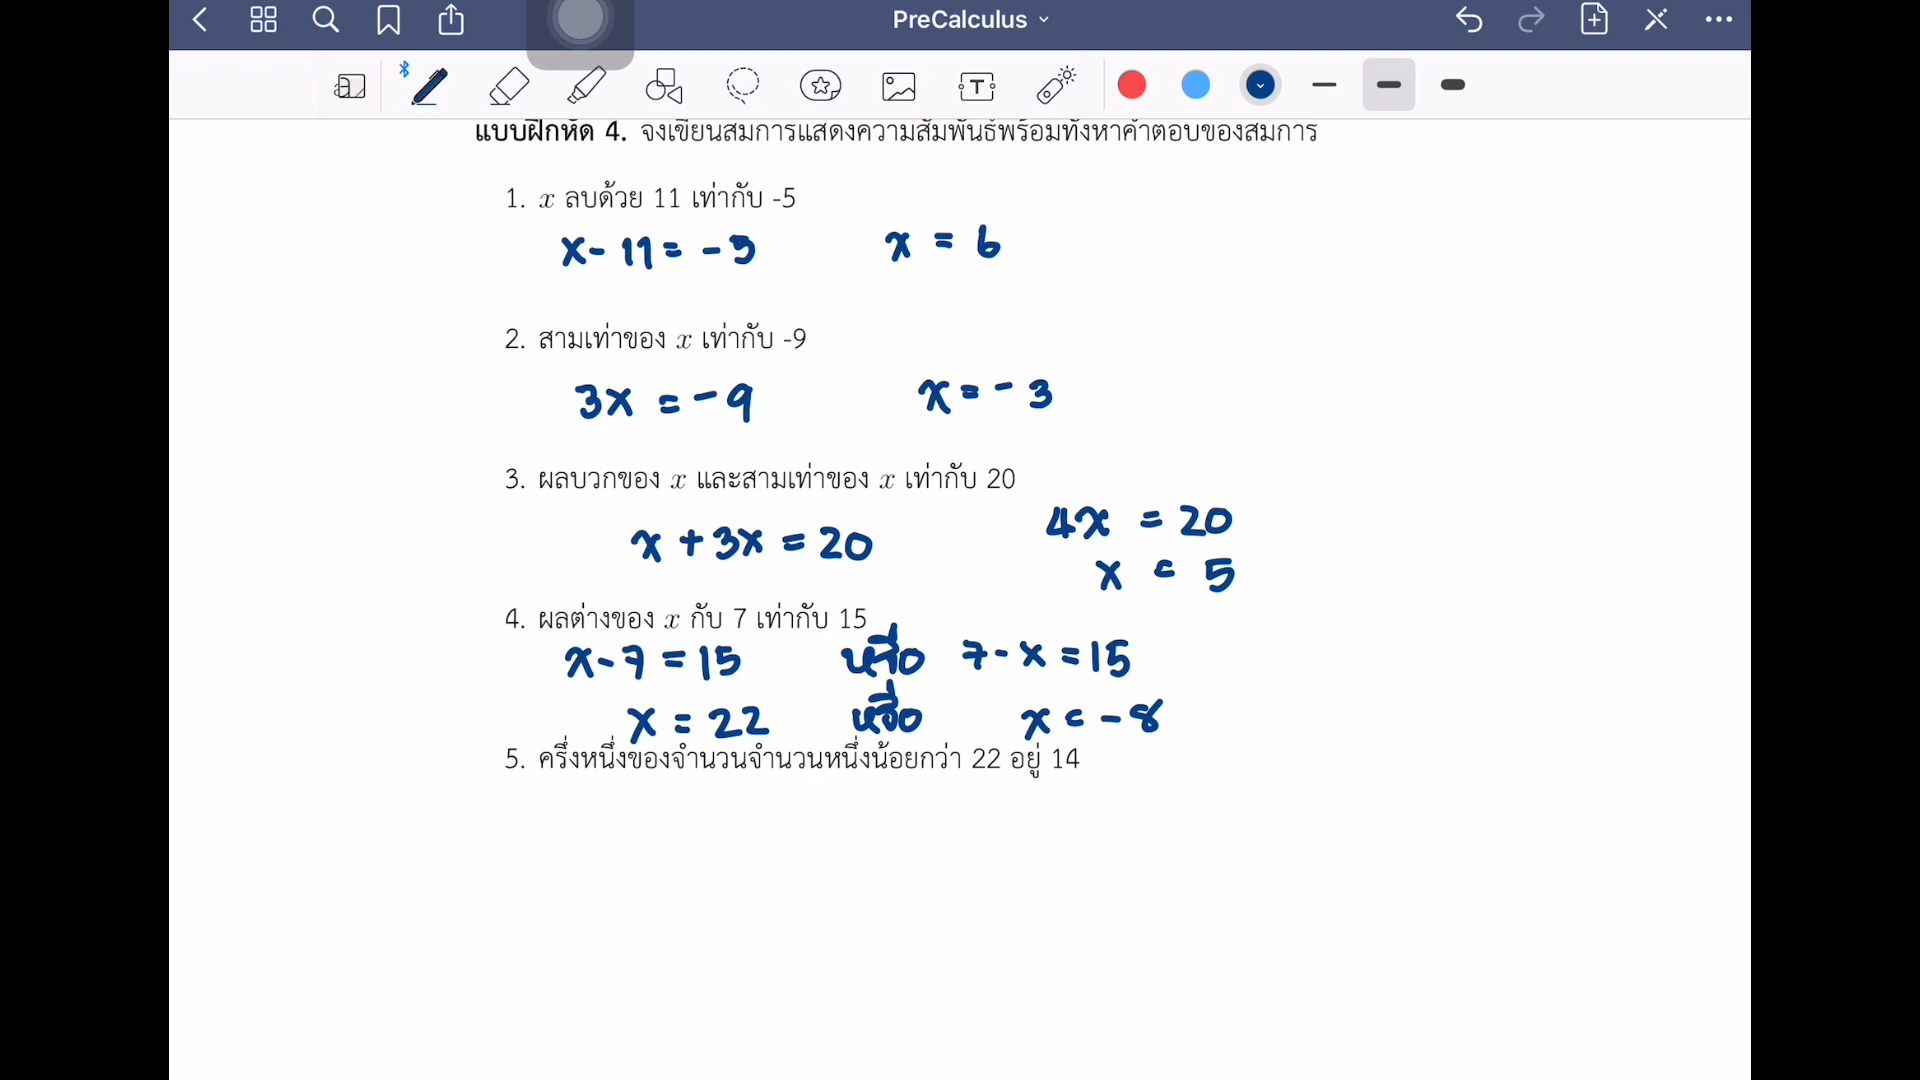 PreCalculus
แบบฝึกหัด 4. จงเขียนสมการแสดงความสัมพันธ์พร้อมทั้งหาคำตอบของสมการ
1. x ลบด้วย 11 เท่ากับ -5
x - 11 = -5 x = 6
2. สามเท่าของ x เท่ากับ -9
3x = -9 x = -3
3. ผลบวกของ x และสามเท่าของ x เท่ากับ 20
x + 3x = 20 4x = 20
x = 5
4. ผลต่างของ x กับ 7 เท่ากับ 15
x - 7 = 15 หรือ 7 - x = 15
x = 22 หรือ x = -8
5. ครึ่งหนึ่งของจำนวนจำนวนหนึ่งน้อยกว่า 22 อยู่ 14